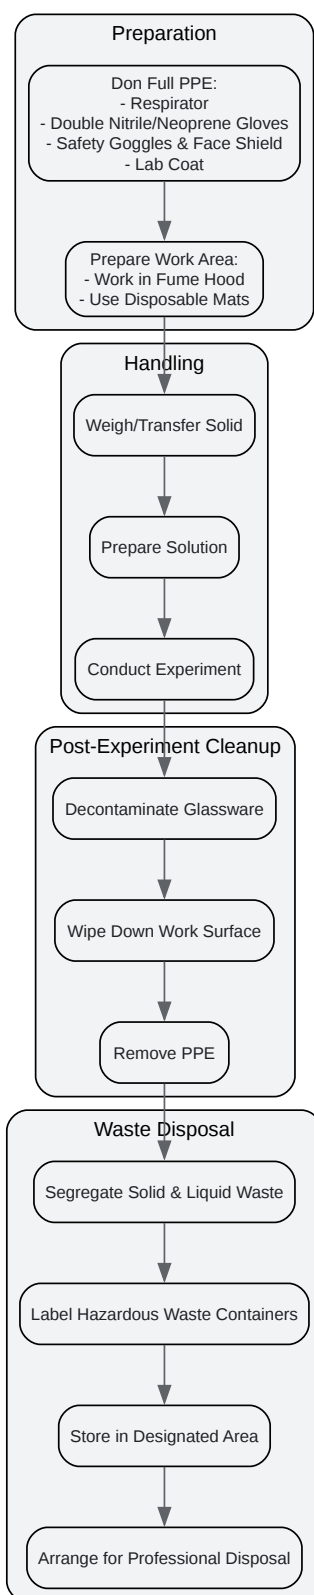 Preparation
Don Full PPE:
- Respirator
- Double Nitrile/Neoprene Gloves
- Safety Goggles & Face Shield
- Lab Coat
Prepare Work Area:
- Work in Fume Hood
- Use Disposable Mats
Handling
Weigh/Transfer Solid
Prepare Solution
Conduct Experiment
Post-Experiment Cleanup
Decontaminate Glassware
Wipe Down Work Surface
Remove PPE
Waste Disposal
Segregate Solid & Liquid Waste
Label Hazardous Waste Containers
Store in Designated Area
Arrange for Professional Disposal